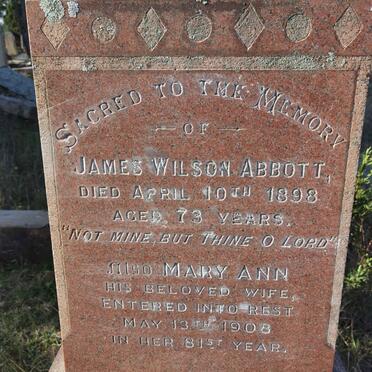 SACRED TO THE MEMORY
OF
JAMES WILSON ABBOTT,
DIED APRIL 10TH 1898
AGED 73 YEARS.
"NOT MINE, BUT THINE O LORD".
ALSO MARY ANN
HIS BELOVED WIFE,
ENTERED INTO REST
MAY 13TH 1908
IN HER 81ST YEAR.